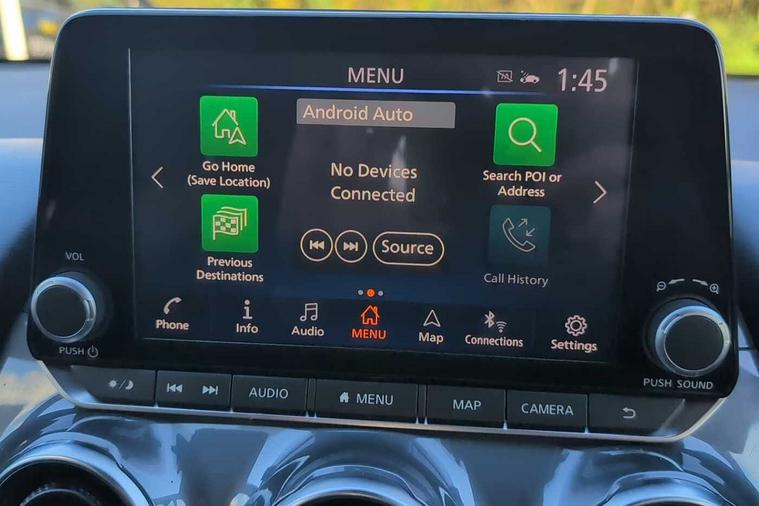 MENU
1:45
Android Auto
Go Home
(Save Location)
No Devices
Connected
Search POI or
Address
Source
Previous
Destinations
Call History
Phone
Info
Audio
MENU
Map
Connections
Settings
VOL
PUSH
PUSH SOUND
AUDIO
MENU
MAP
CAMERA